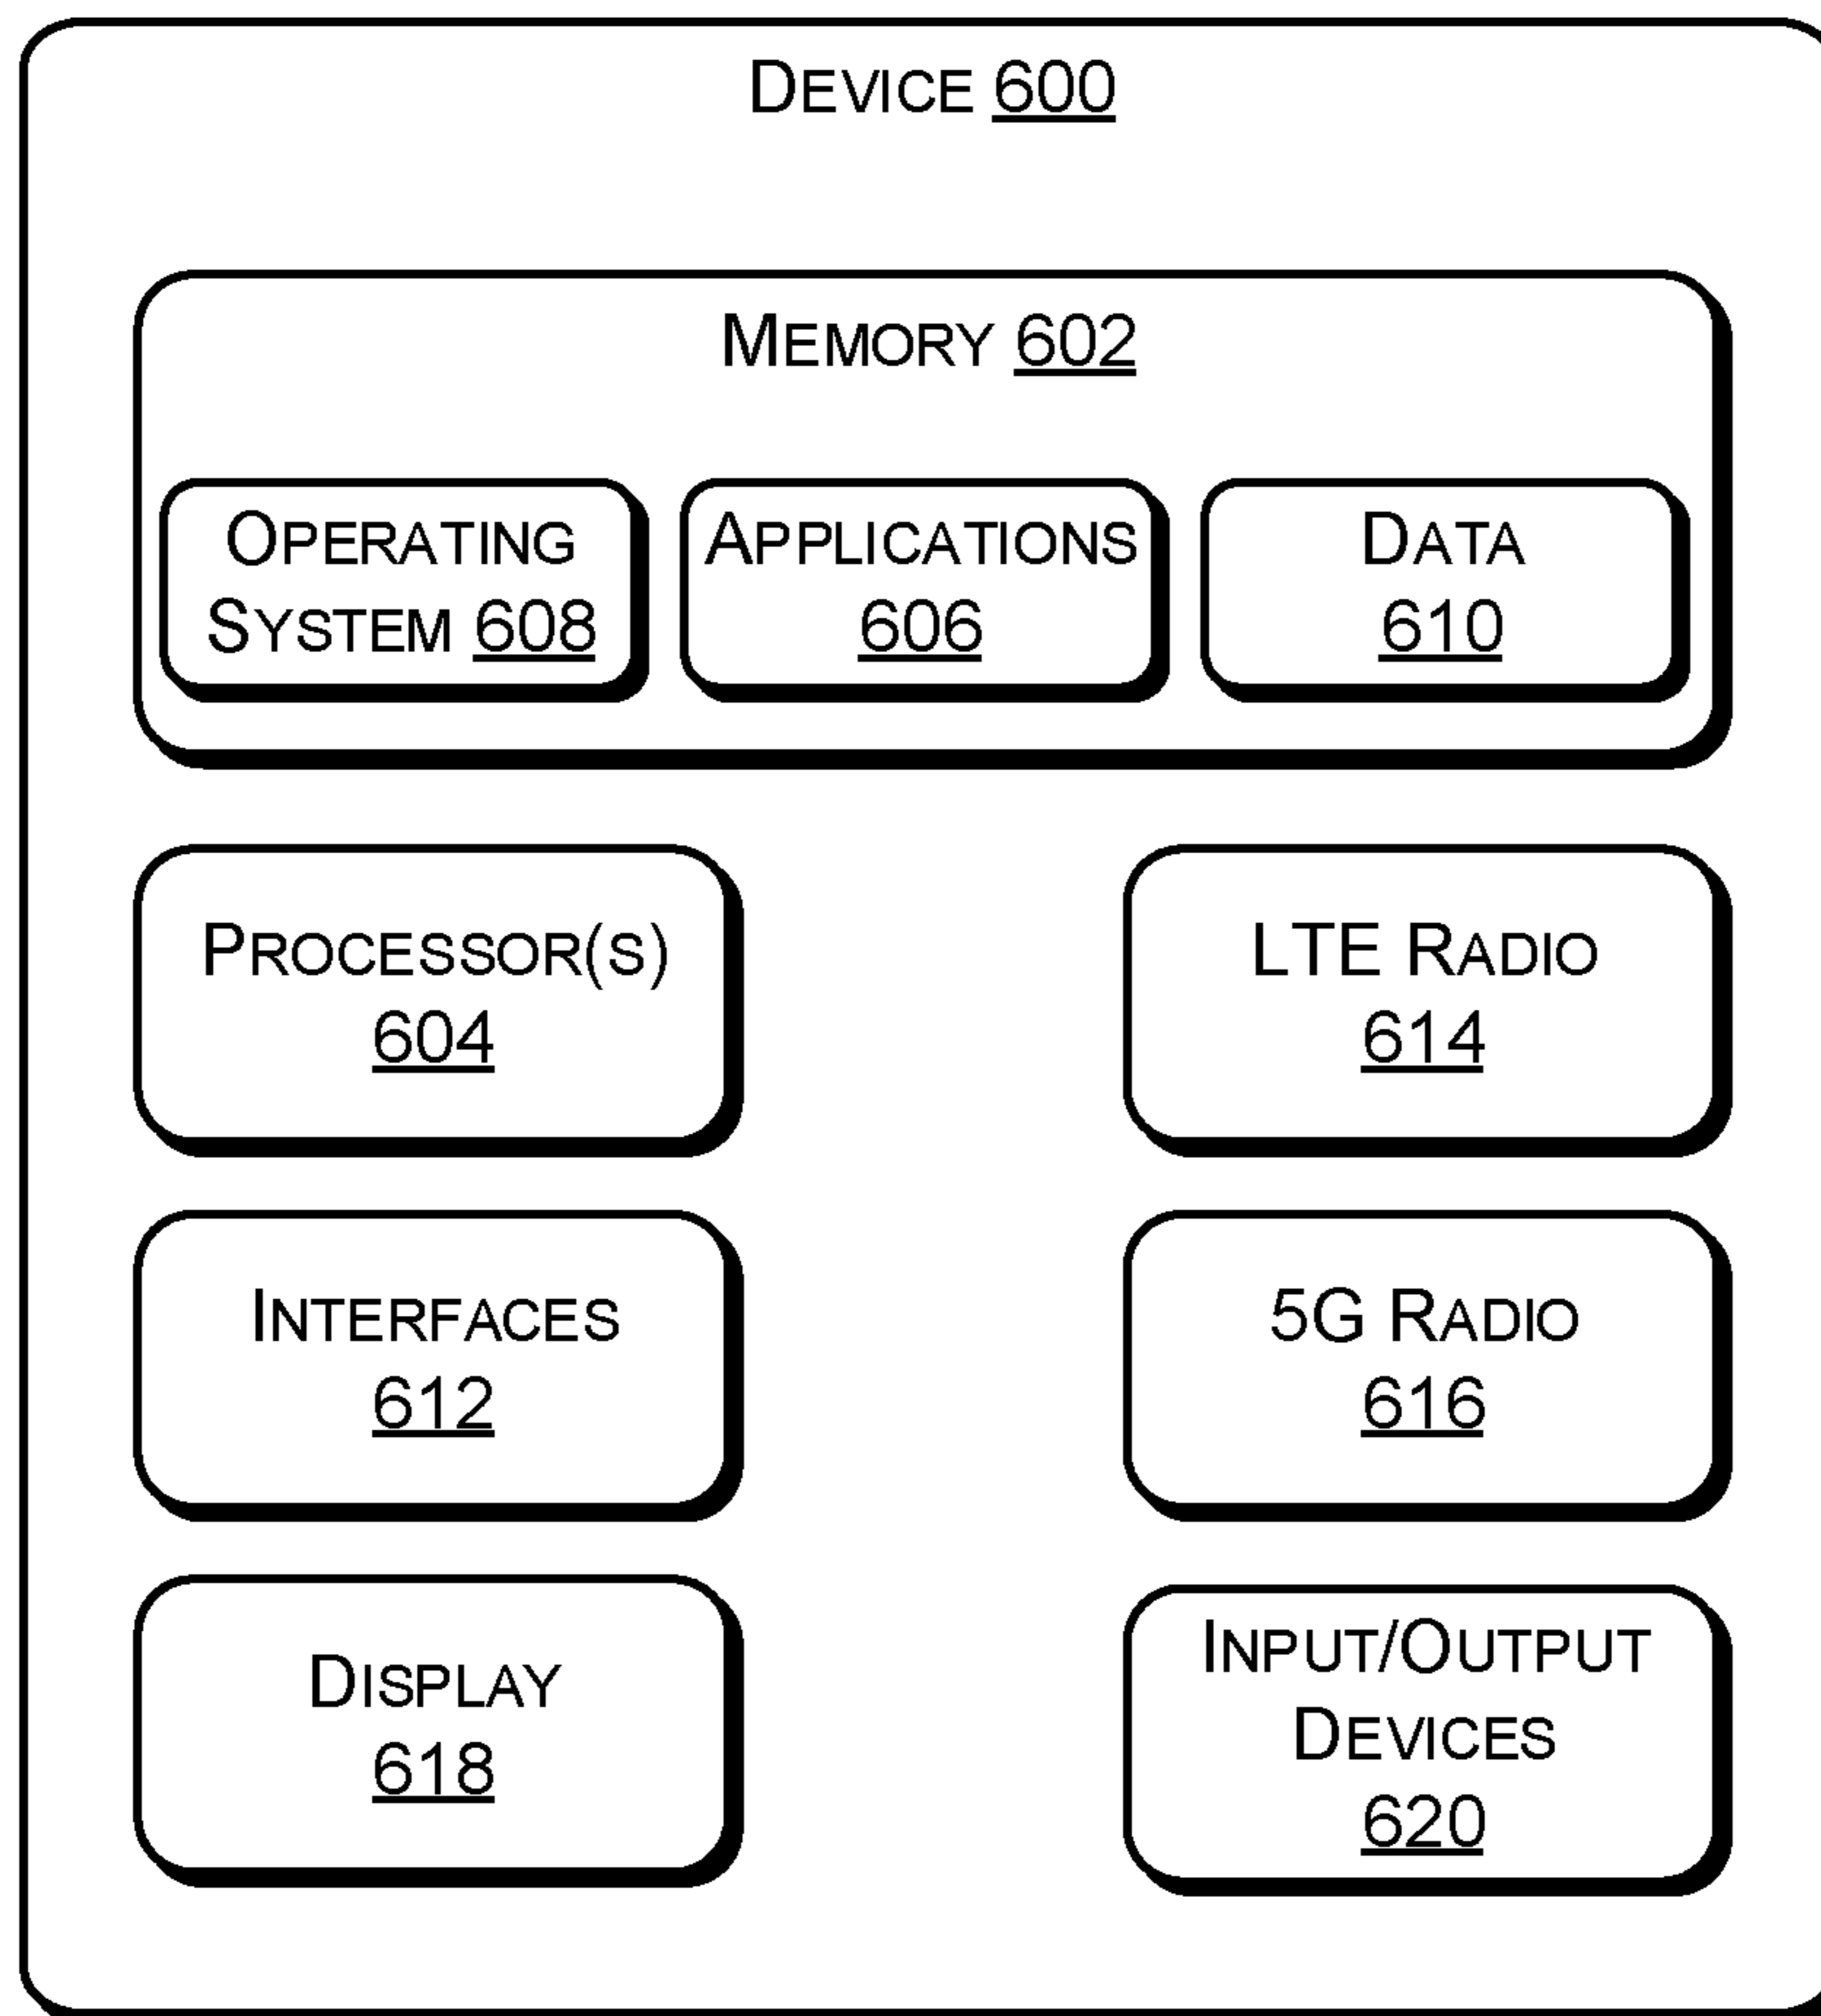 DEVICE 600
MEMORY 602
OPERATING
SYSTEM 608
APPLICATIONS
606
DATA
610
PROCESSOR(S)
604
LTE RADIO
614
INTERFACES
612
5G RADIO
616
DISPLAY
618
INPUT/OUTPUT
DEVICES
620